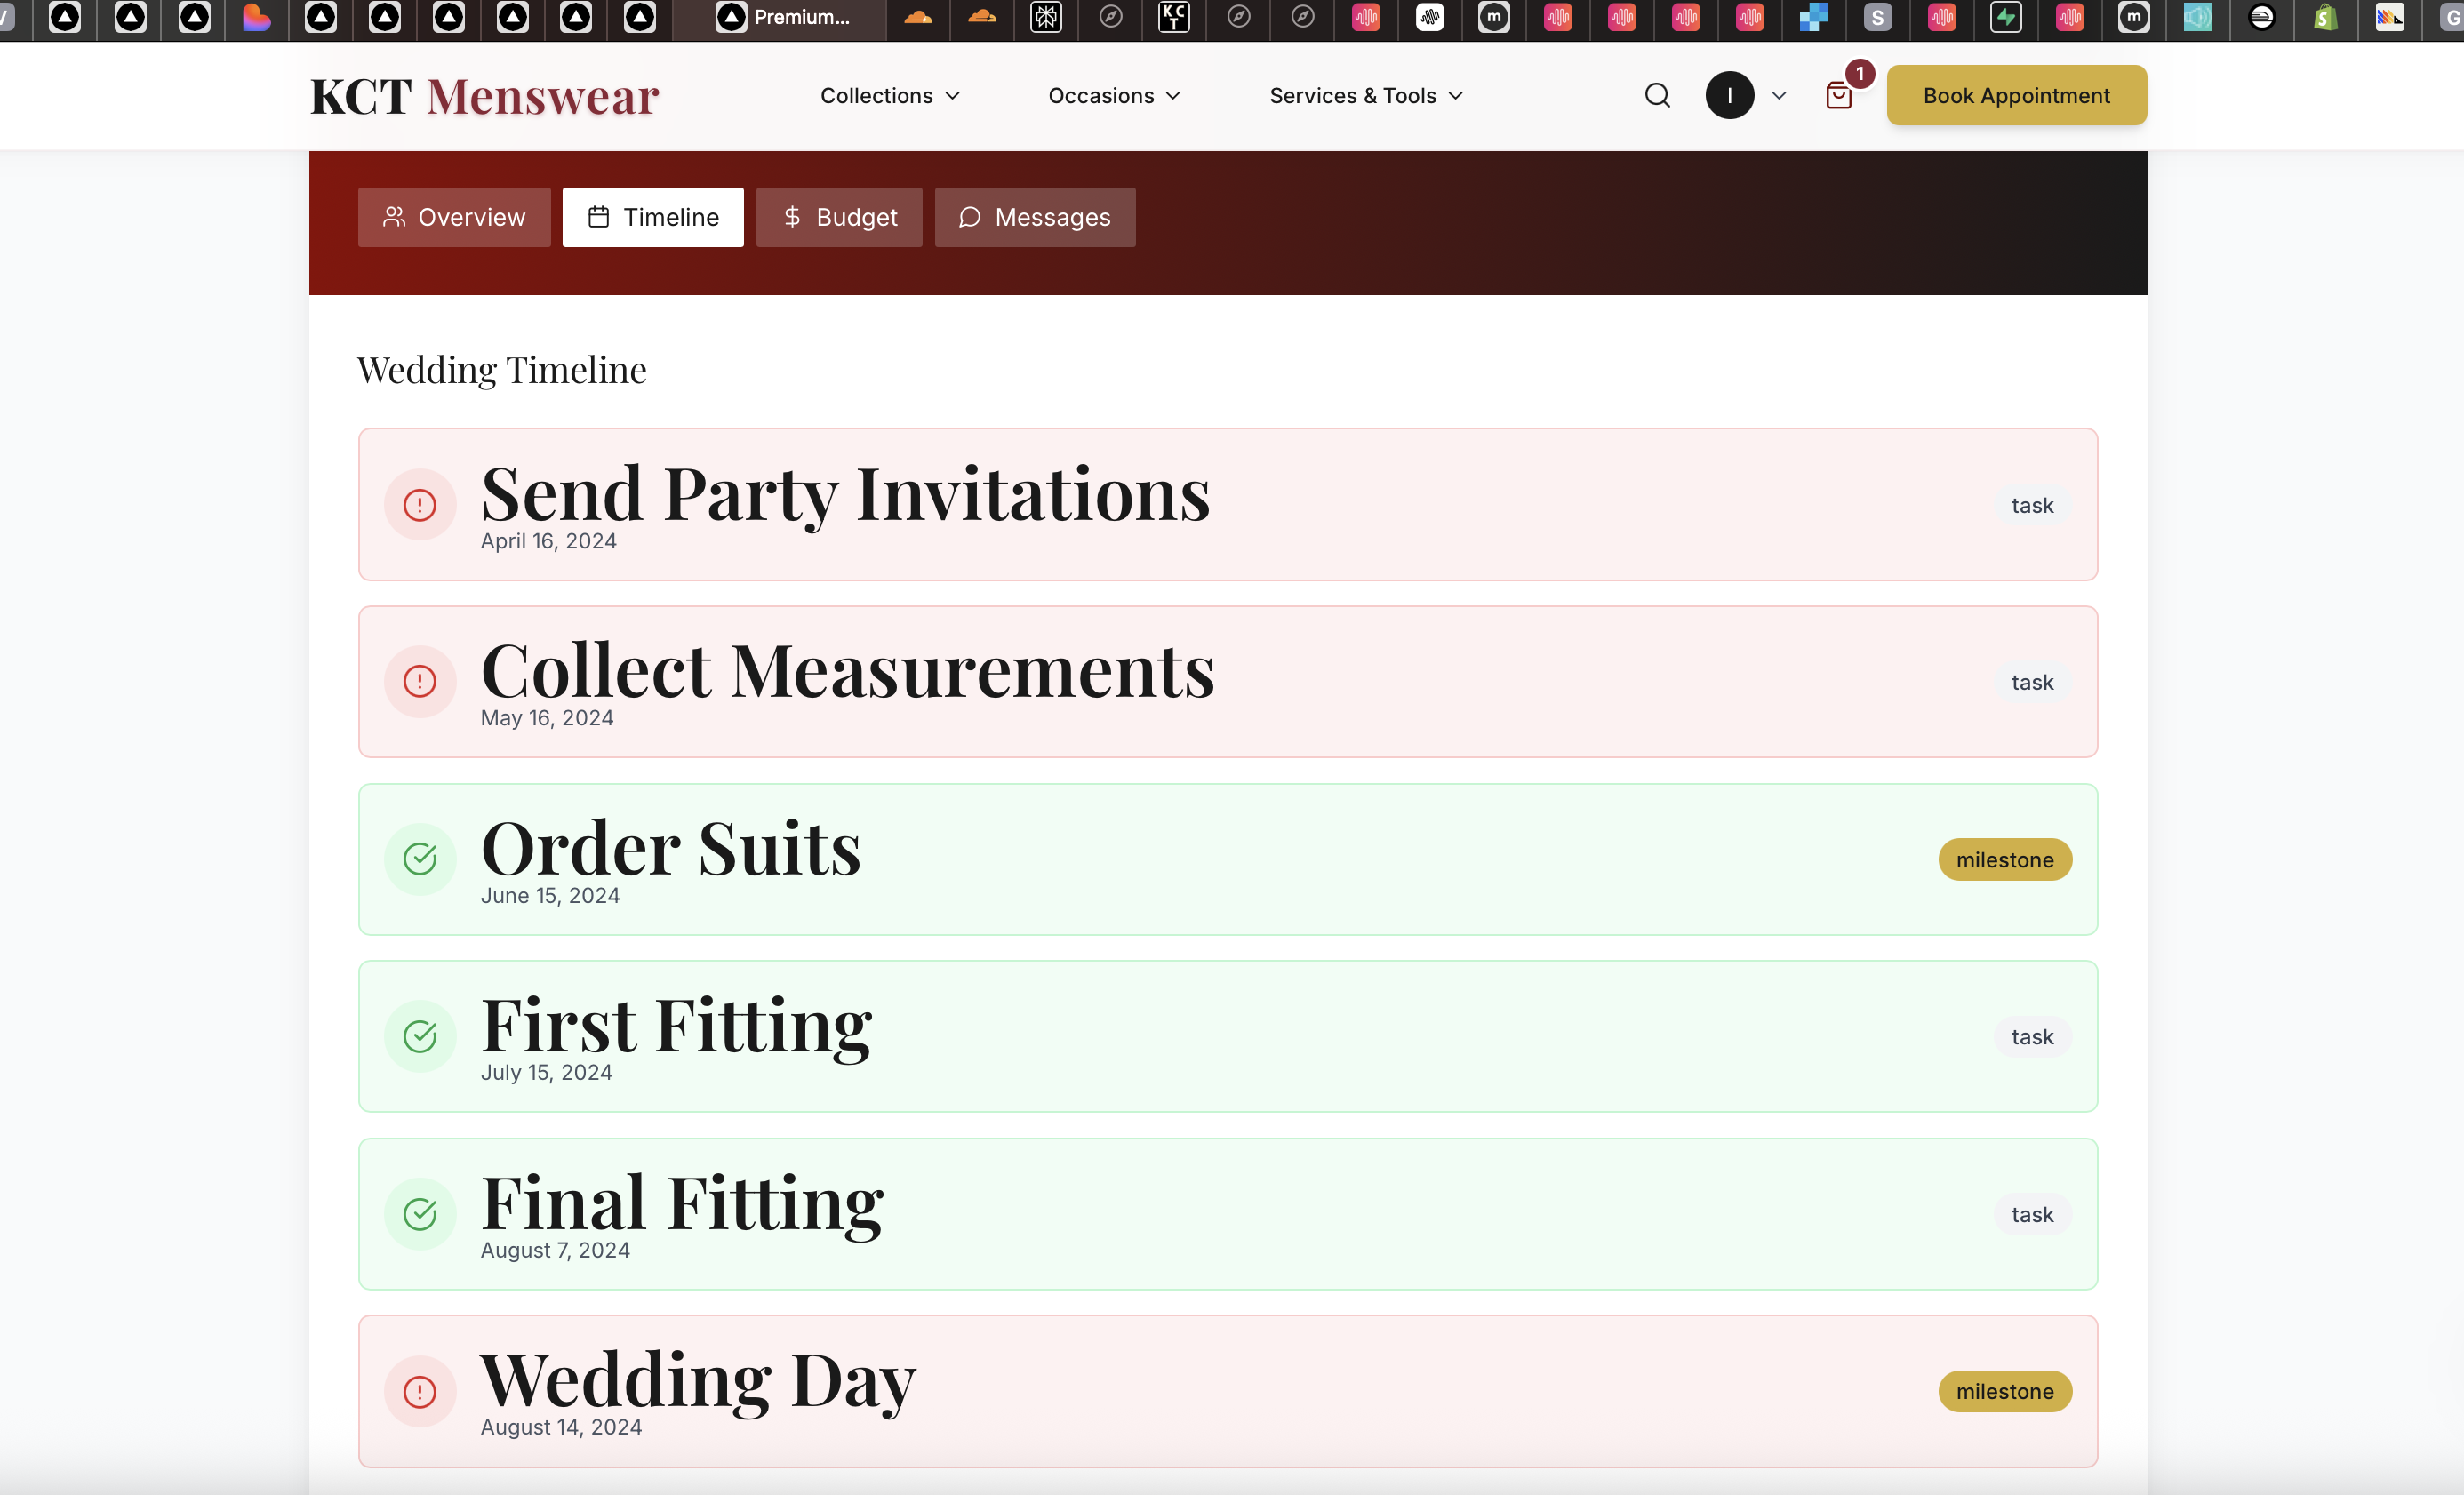 Premium...
KCT Menswear
Collections
Occasions
Services & Tools
I
1
Book Appointment
Overview
Timeline
Budget
Messages
Wedding Timeline
Send Party Invitations
April 16, 2024
task
Collect Measurements
May 16, 2024
task
Order Suits
June 15, 2024
milestone
First Fitting
July 15, 2024
task
Final Fitting
August 7, 2024
task
Wedding Day
August 14, 2024
milestone